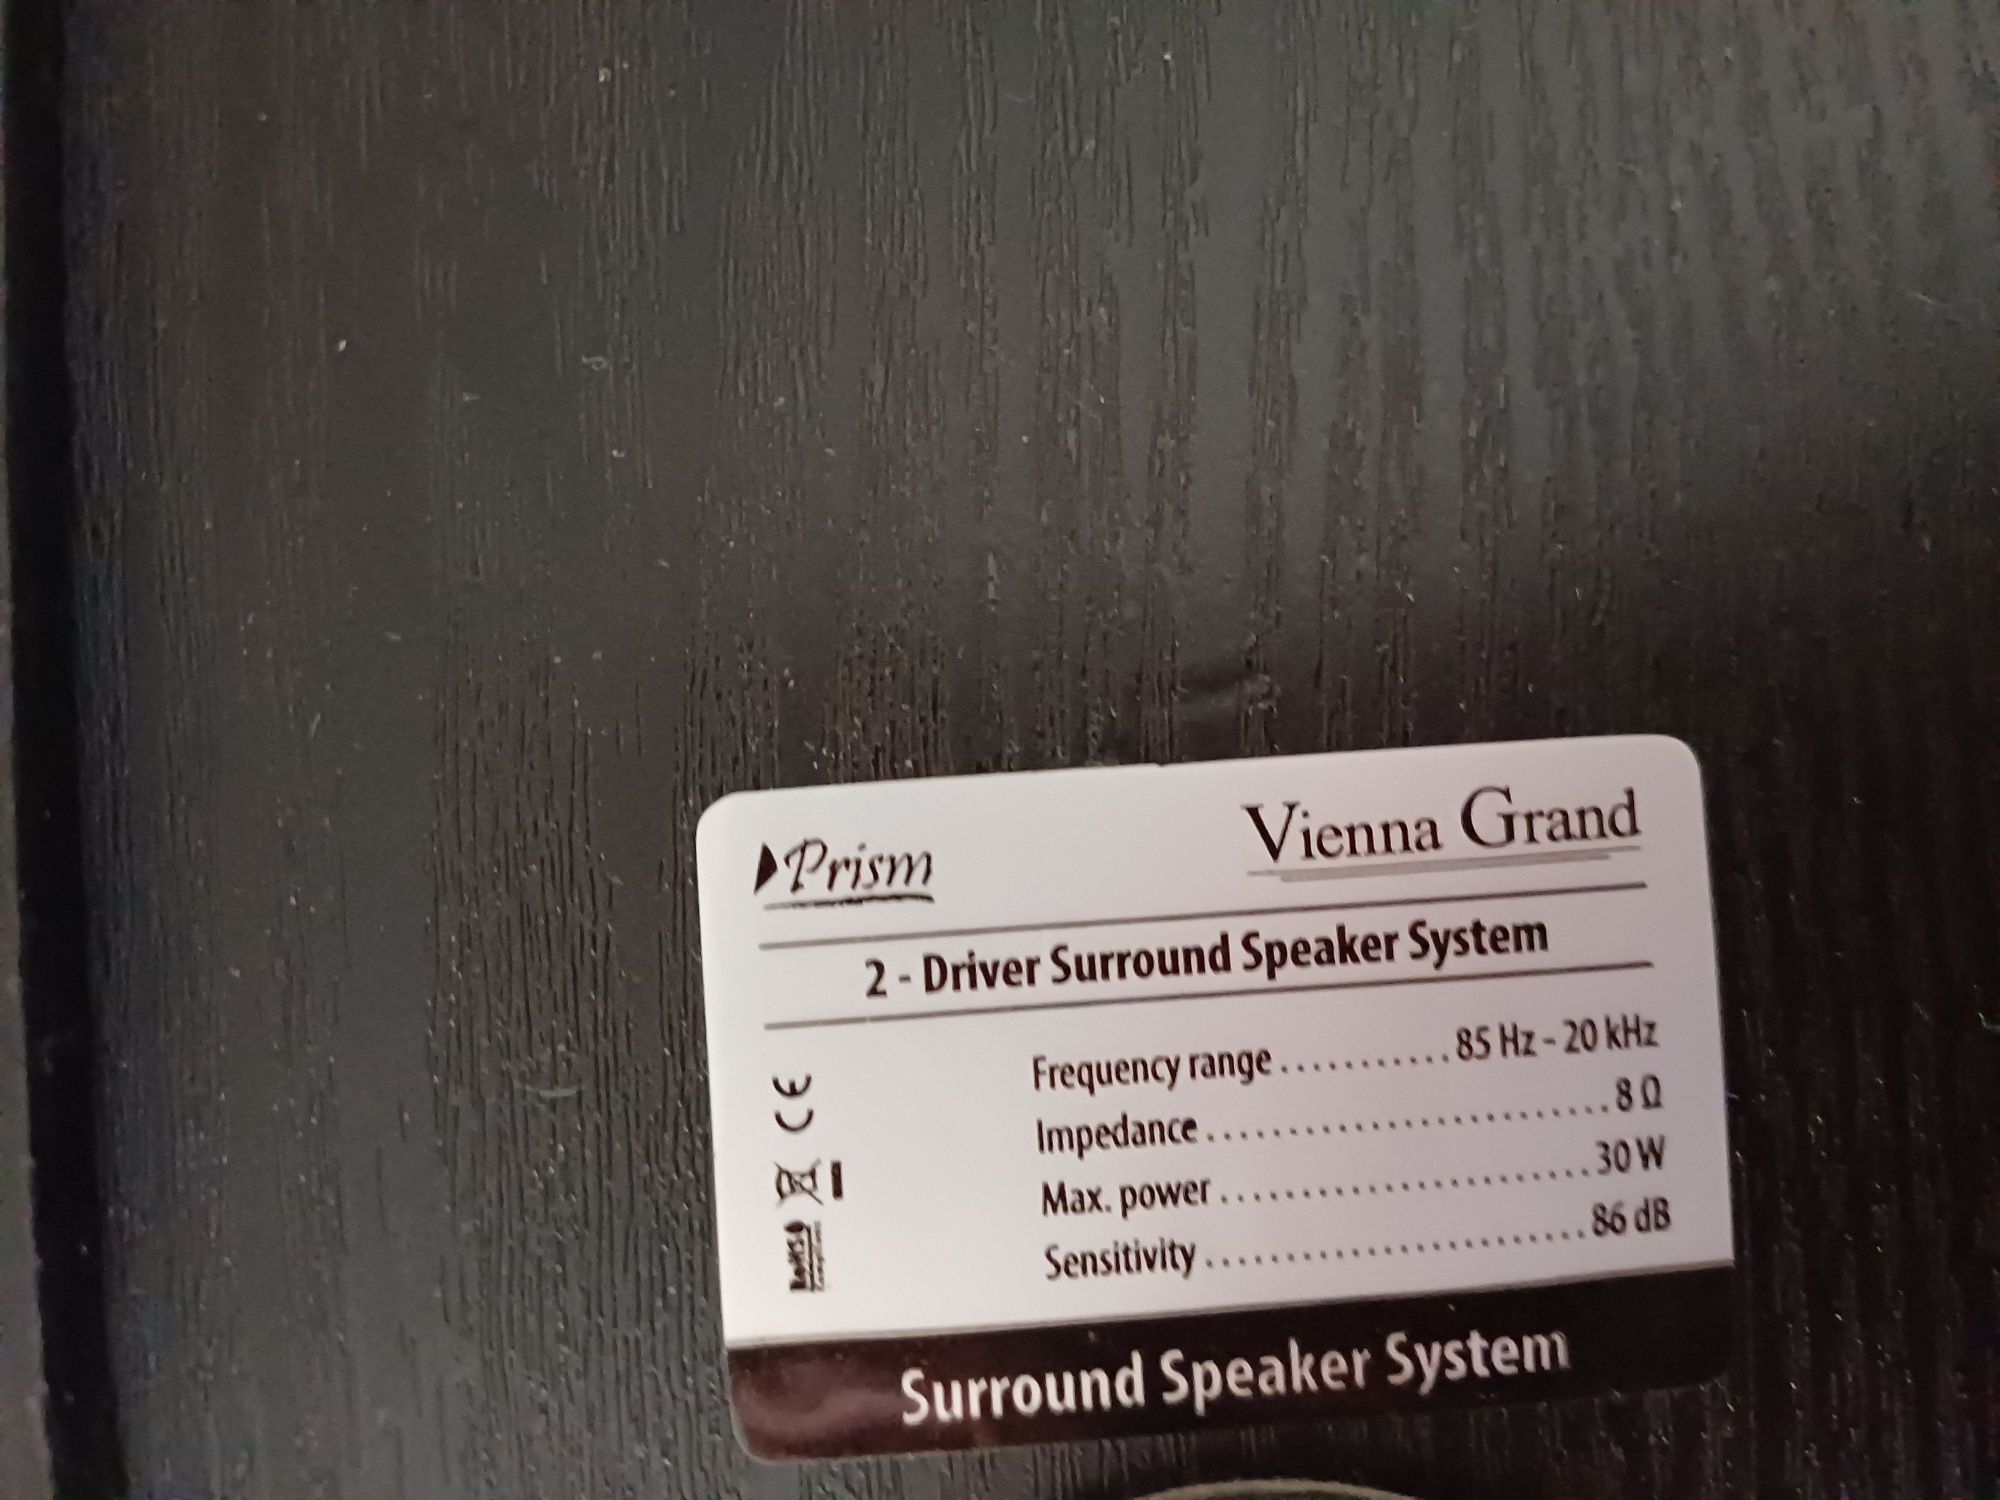 Prism
Vienna Grand
2 - Driver Surround Speaker System
Frequency range ........... 85 Hz - 20 kHz
Impedance ......................... 8 Ω
Max. power ....................... 30 W
Sensitivity ........................ 86 dB
CE
RoHS
Surround Speaker System